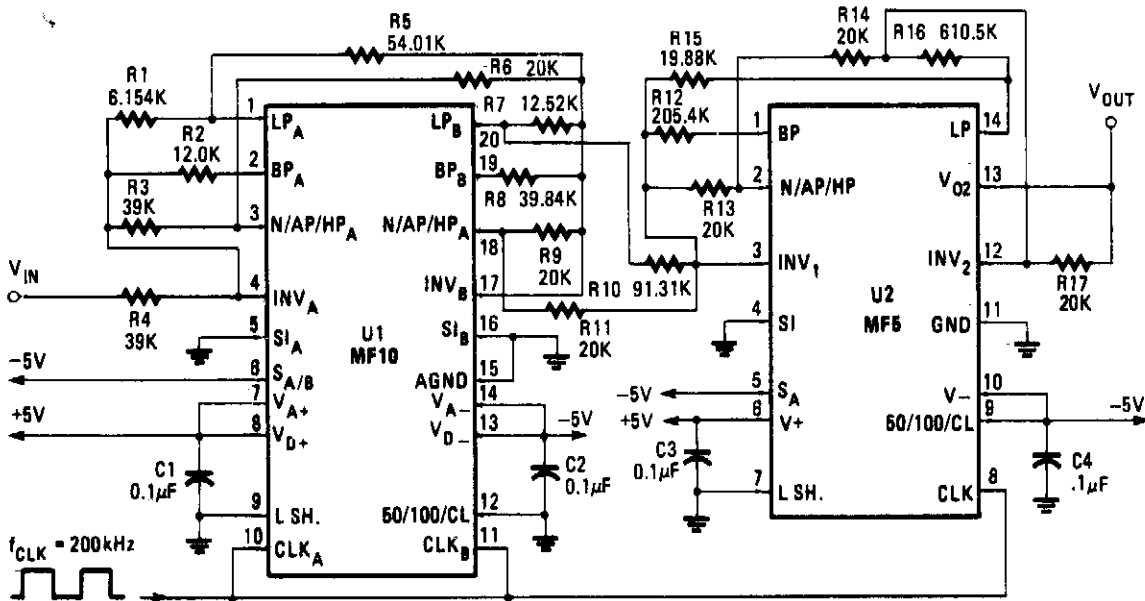 R5
54.01K
R6 20K
R1
6.154K
R2
12.0K
R3
39K
R7 12.52K
R8 39.84K
R9
20K
R10 91.31K
R11
20K
V_IN
R4
39K
1 LP_A
2 BP_A
3 N/AP/HP_A
4 INV_A
5 SI_A
6 S_A/B
7 V_A+
8 V_D+
9 L SH.
10 CLK_A
LP_B 20
BP_B 19
N/AP/HP_A 18
INV_B 17
SI_B 16
AGND 15
V_A- 14
V_D- 13
50/100/CL 12
CLK_B 11
U1
MF10
-5V
+5V
-5V
C1
0.1μF
C2
0.1μF
f_CLK = 200kHz
R14
20K
R16 610.5K
R15
19.88K
R12
205.4K
R13
20K
V_OUT
R17
20K
1 BP
2 N/AP/HP
3 INV_1
4 SI
5 S_A
6 V+
7 L SH.
LP 14
V_O2 13
INV_2 12
GND 11
V- 10
50/100/CL 9
CLK 8
U2
MF5
-5V
+5V
-5V
C3
0.1μF
C4
.1μF